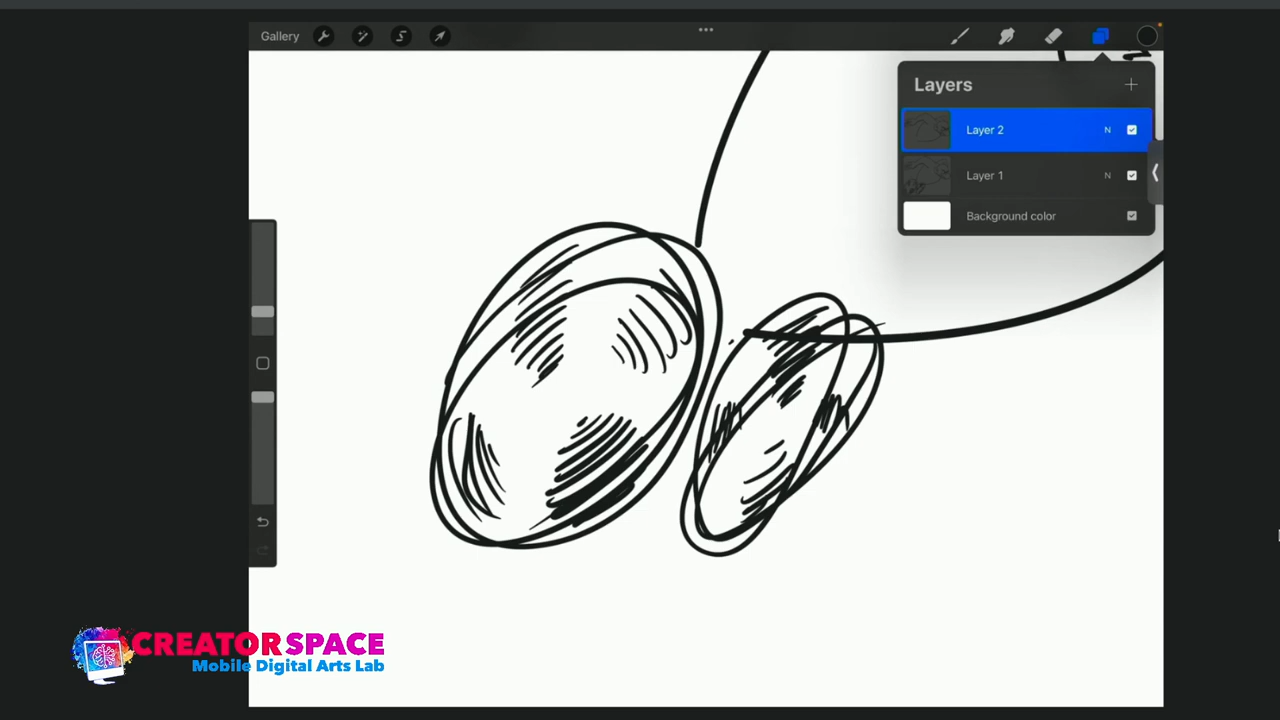 Gallery
Layers
Layer 2 N
Layer 1 N
Background color
CREATOR SPACE
Mobile Digital Arts Lab